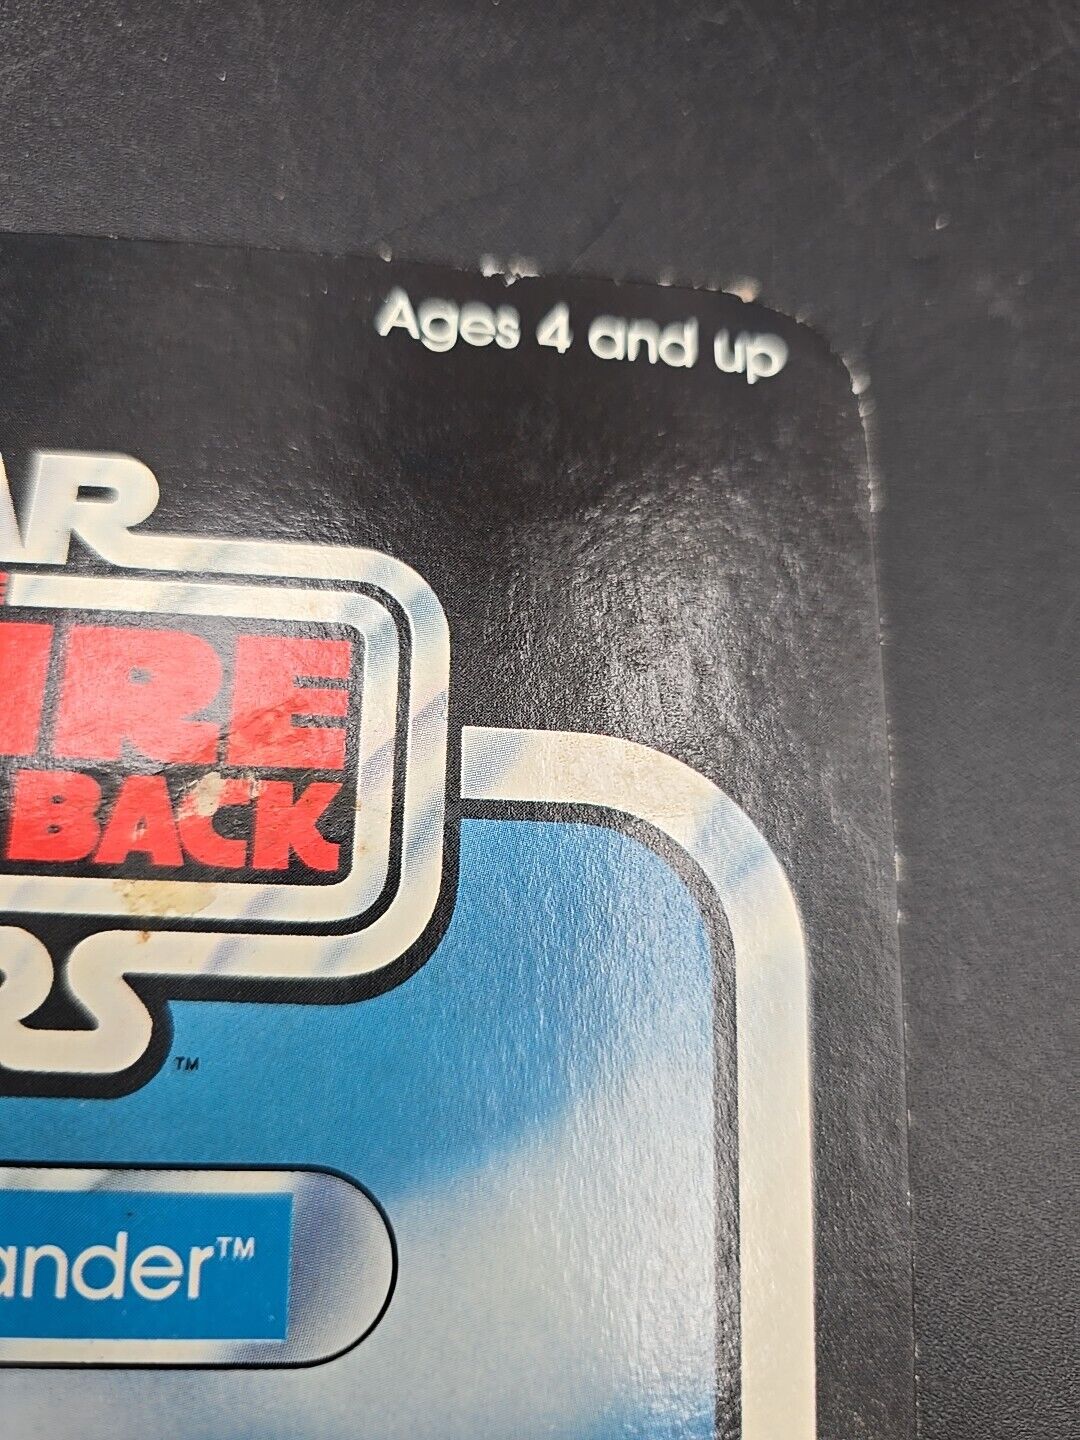 Ages 4 and up
AR
IRE
BACK
RS
™
ander™